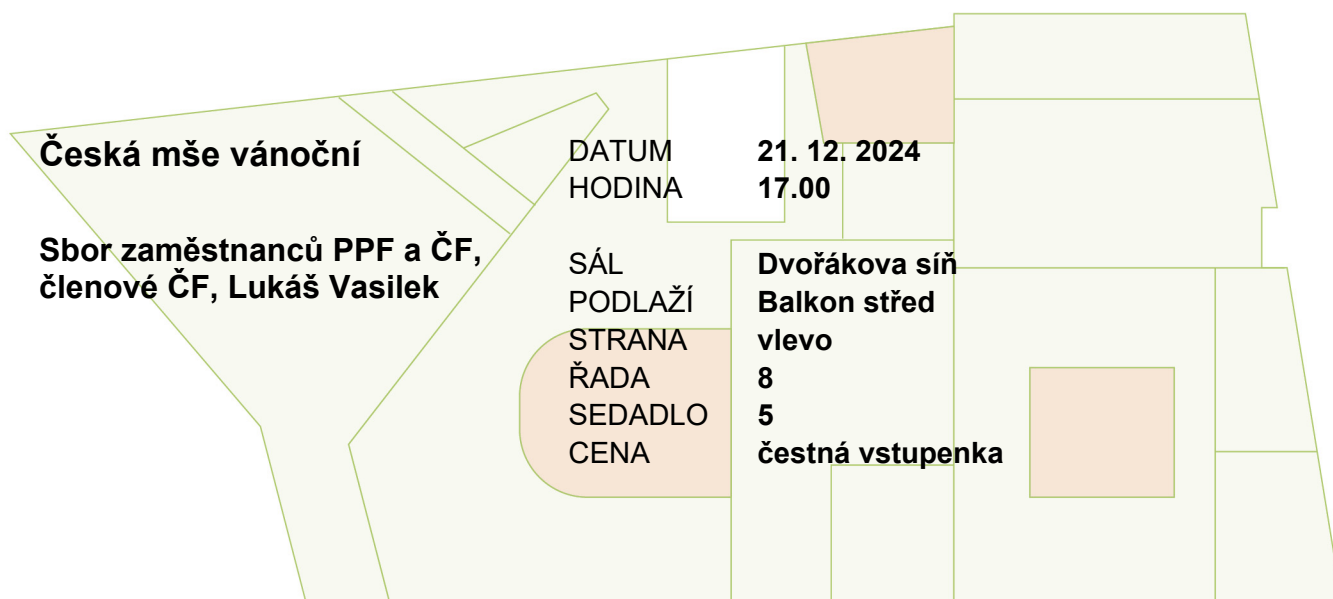 Česká mše vánoční
Sbor zaměstnanců PPF a ČF,
členové ČF, Lukáš Vasilek
DATUM 21. 12. 2024
HODINA 17.00
SÁL Dvořákova síň
PODLAŽÍ Balkon střed
STRANA vlevo
ŘADA 8
SEDADLO 5
CENA čestná vstupenka